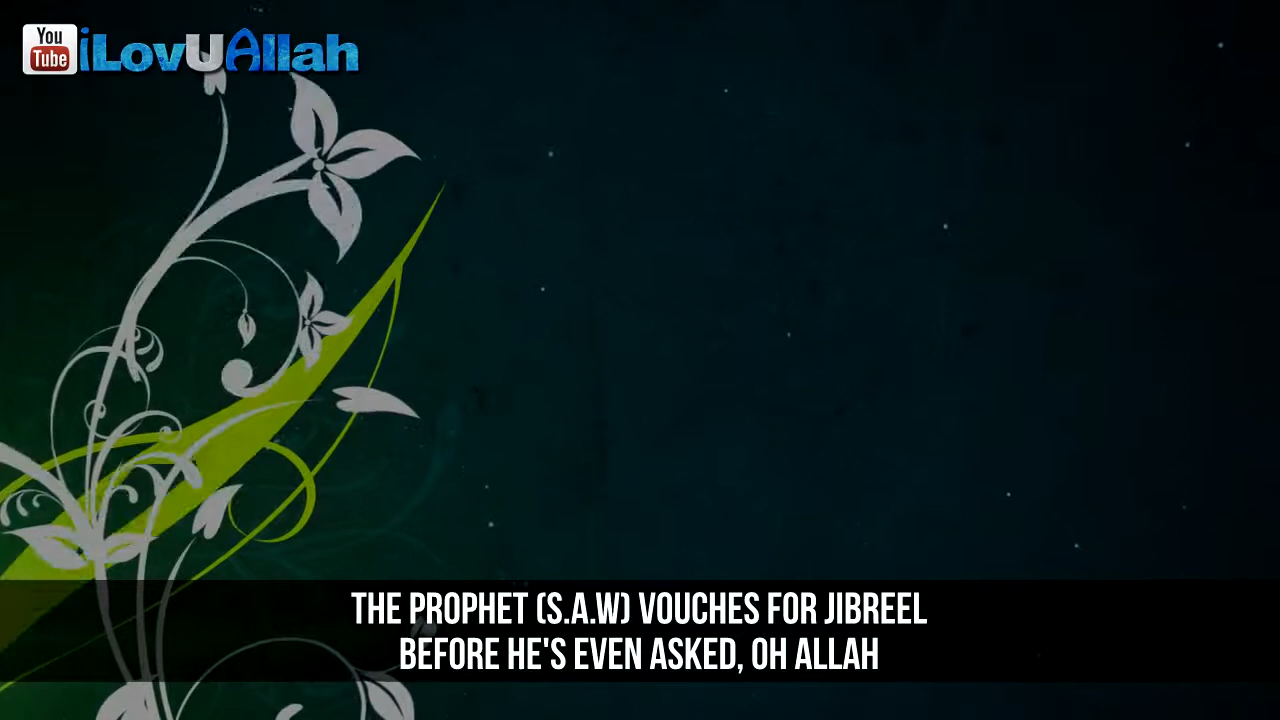 You
Tube
iLovUAllah
THE PROPHET (S.A.W) VOUCHES FOR JIBREEL
BEFORE HE'S EVEN ASKED, OH ALLAH